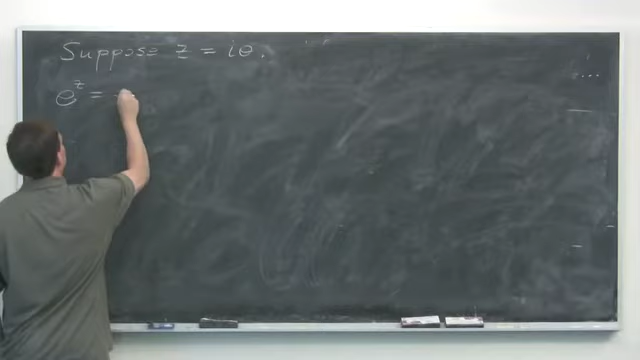 Suppose z = iθ.
e^z =